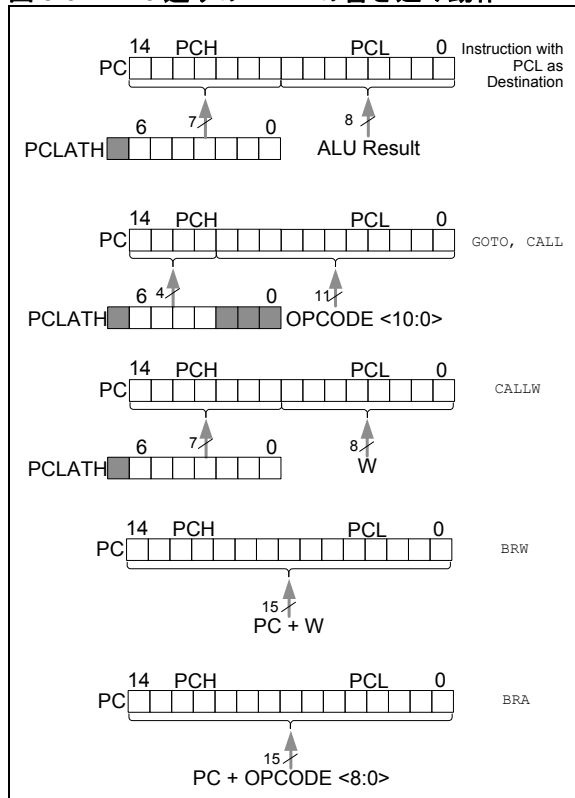 14 PCH PCL 0
PC
Instruction with
PCL as
Destination
7 8
6 0
PCLATH ALU Result
14 PCH PCL 0
PC GOTO, CALL
4 11
6 0
PCLATH OPCODE <10:0>
14 PCH PCL 0
PC CALLW
7 8
6 0
PCLATH W
14 PCH PCL 0
PC BRW
15
PC + W
14 PCH PCL 0
PC BRA
15
PC + OPCODE <8:0>